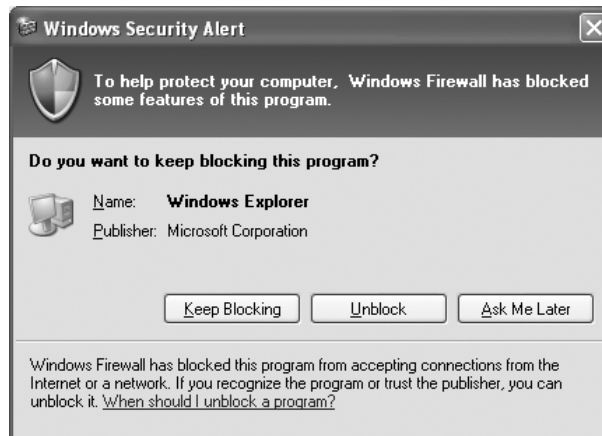 Windows Security Alert
To help protect your computer, Windows Firewall has blocked
some features of this program.
Do you want to keep blocking this program?
Name: Windows Explorer
Publisher: Microsoft Corporation
Keep Blocking Unblock Ask Me Later
Windows Firewall has blocked this program from accepting connections from the
Internet or a network. If you recognize the program or trust the publisher, you can
unblock it. When should I unblock a program?